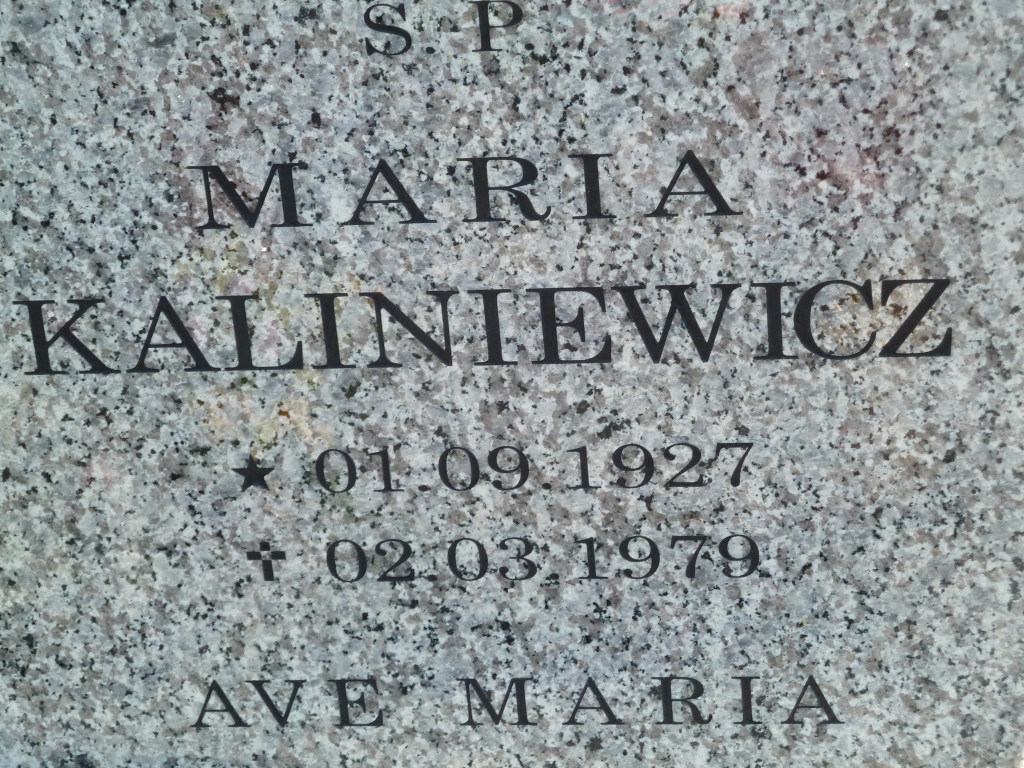 S. P.
MARIA
KALINIEWICZ
★ 01.09.1927
✝ 02.03.1979
AVE MARIA